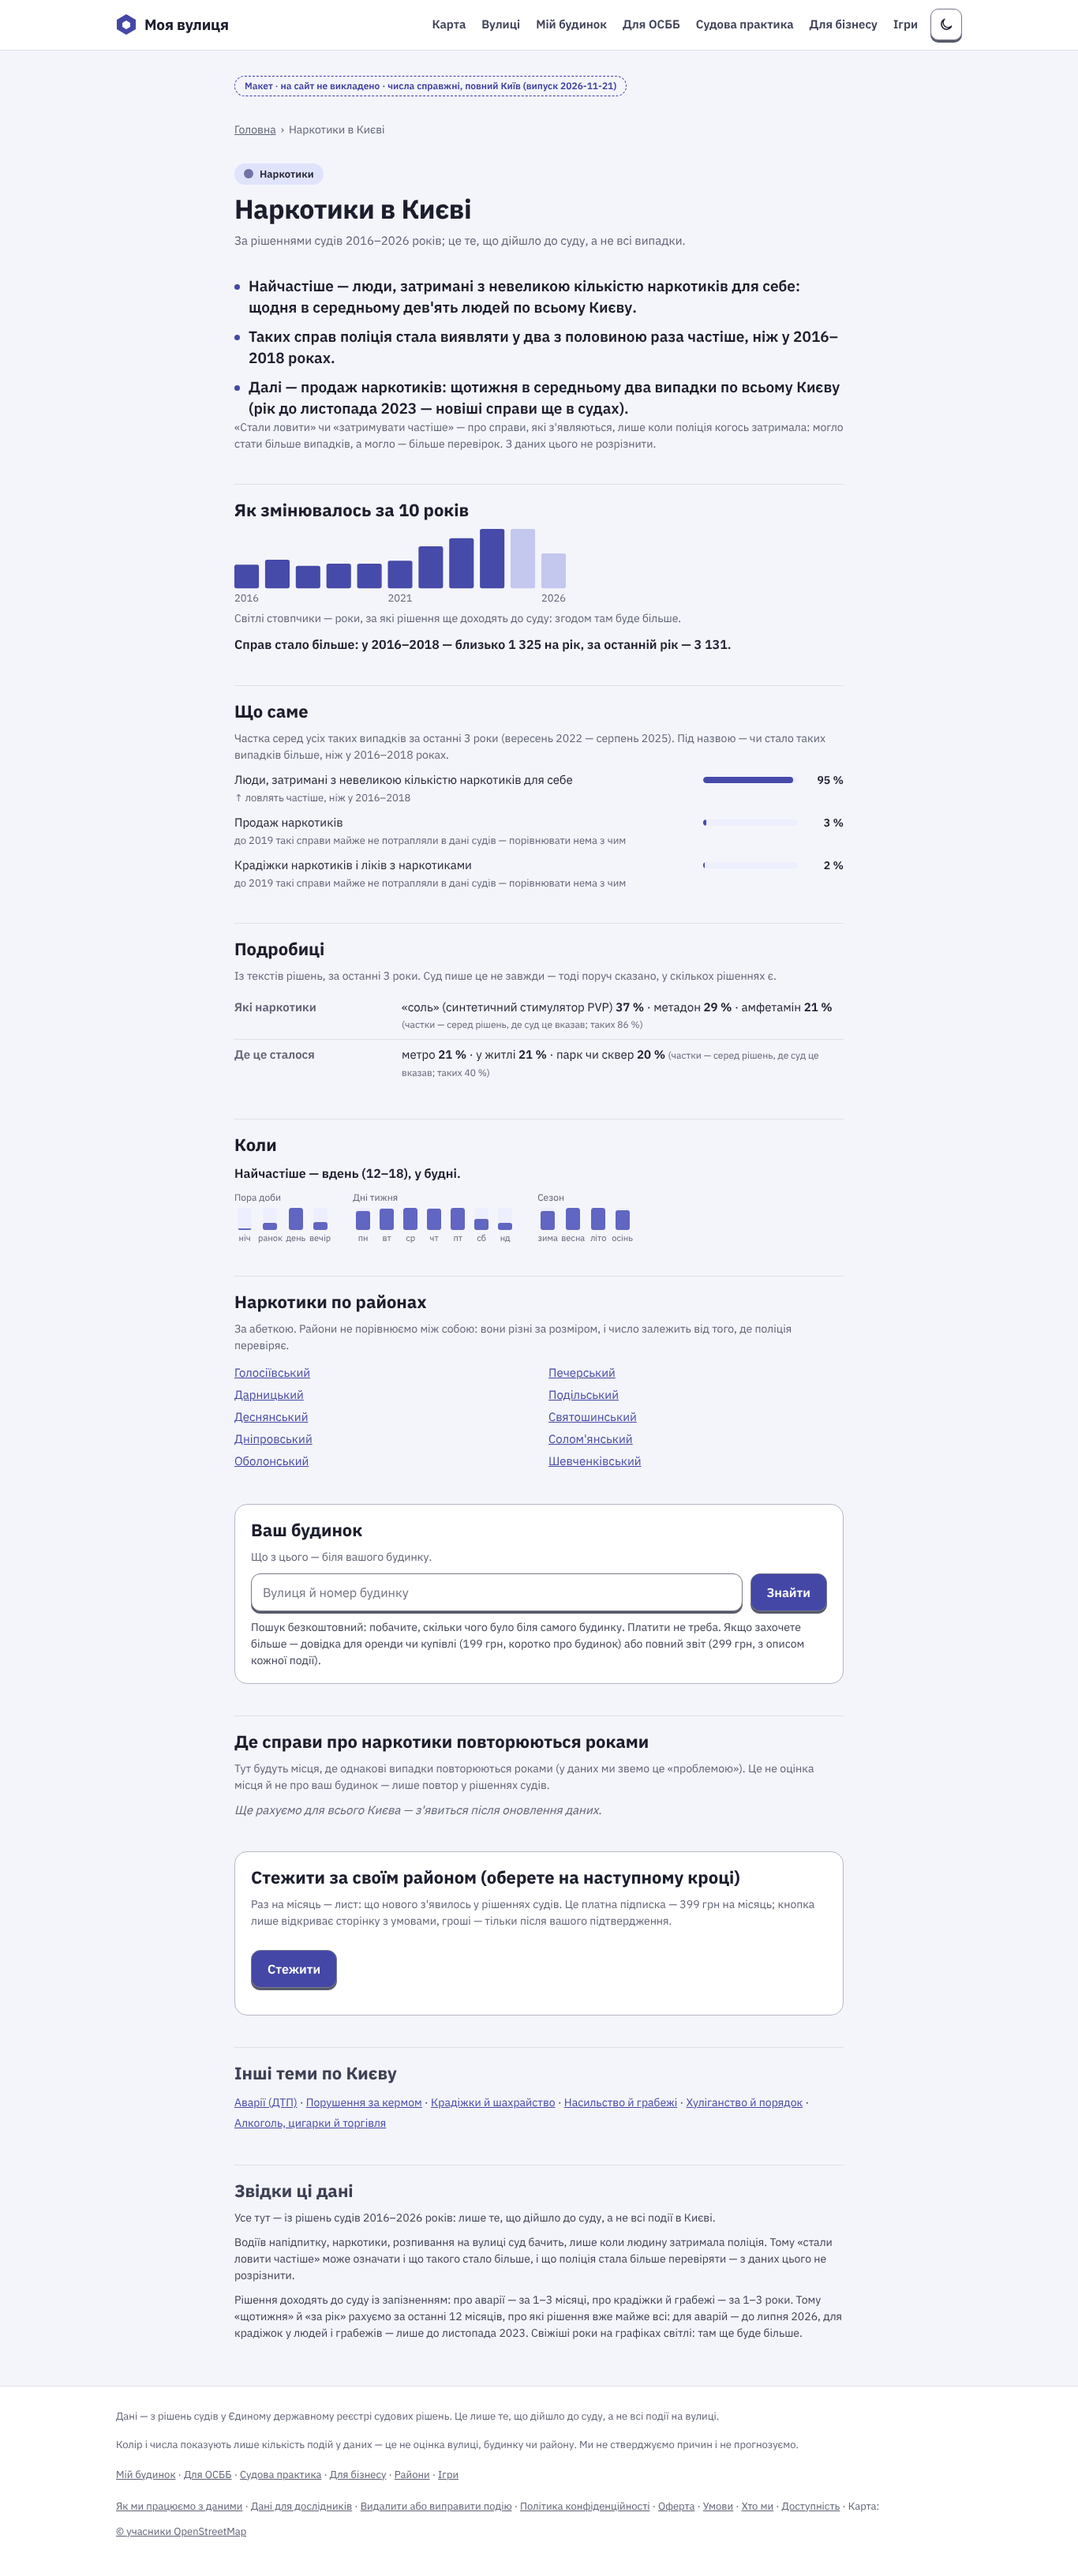 Моя вулиця
Карта Вулиці Мій будинок Для ОСББ Судова практика Для бізнесу Ігри
Макет · на сайт не викладено · числа справжні, повний Київ (випуск 2026-11-21)
Головна › Наркотики в Києві
Наркотики
Наркотики в Києві
За рішеннями судів 2016–2026 років; це те, що дійшло до суду, а не всі випадки.
Найчастіше — люди, затримані з невеликою кількістю наркотиків для себе:
щодня в середньому дев'ять людей по всьому Києву.
Таких справ поліція стала виявляти у два з половиною раза частіше, ніж у 2016–
2018 роках.
Далі — продаж наркотиків: щотижня в середньому два випадки по всьому Києву
(рік до листопада 2023 — новіші справи ще в судах).
«Стали ловити» чи «затримувати частіше» — про справи, які з'являються, лише коли поліція когось затримала: могло
стати більше випадків, а могло — більше перевірок. З даних цього не розрізнити.
Як змінювалось за 10 років
2016 2021 2026
Світлі стовпчики — роки, за які рішення ще доходять до суду: згодом там буде більше.
Справ стало більше: у 2016–2018 — близько 1 325 на рік, за останній рік — 3 131.
Що саме
Частка серед усіх таких випадків за останні 3 роки (вересень 2022 — серпень 2025). Під назвою — чи стало таких
випадків більше, ніж у 2016–2018 роках.
Люди, затримані з невеликою кількістю наркотиків для себе 95 %
↑ ловлять частіше, ніж у 2016–2018
Продаж наркотиків 3 %
до 2019 такі справи майже не потрапляли в дані судів — порівнювати нема з чим
Крадіжки наркотиків і ліків з наркотиками 2 %
до 2019 такі справи майже не потрапляли в дані судів — порівнювати нема з чим
Подробиці
Із текстів рішень, за останні 3 роки. Суд пише це не завжди — тоді поруч сказано, у скількох рішеннях є.
Які наркотики «соль» (синтетичний стимулятор PVP) 37 % · метадон 29 % · амфетамін 21 %
(частки — серед рішень, де суд це вказав; таких 86 %)
Де це сталося метро 21 % · у житлі 21 % · парк чи сквер 20 % (частки — серед рішень, де суд це
вказав; таких 40 %)
Коли
Найчастіше — вдень (12–18), у будні.
Пора доби Дні тижня Сезон
ніч ранок день вечір пн вт ср чт пт сб нд зима весна літо осінь
Наркотики по районах
За абеткою. Райони не порівнюємо між собою: вони різні за розміром, і число залежить від того, де поліція
перевіряє.
Голосіївський Печерський
Дарницький Подільський
Деснянський Святошинський
Дніпровський Солом'янський
Оболонський Шевченківський
Ваш будинок
Що з цього — біля вашого будинку.
Вулиця й номер будинку Знайти
Пошук безкоштовний: побачите, скільки чого було біля самого будинку. Платити не треба. Якщо захочете
більше — довідка для оренди чи купівлі (199 грн, коротко про будинок) або повний звіт (299 грн, з описом
кожної події).
Де справи про наркотики повторюються роками
Тут будуть місця, де однакові випадки повторюються роками (у даних ми звемо це «проблемою»). Це не оцінка
місця й не про ваш будинок — лише повтор у рішеннях судів.
Ще рахуємо для всього Києва — з'явиться після оновлення даних.
Стежити за своїм районом (оберете на наступному кроці)
Раз на місяць — лист: що нового з'явилось у рішеннях судів. Це платна підписка — 399 грн на місяць; кнопка
лише відкриває сторінку з умовами, гроші — тільки після вашого підтвердження.
Стежити
Інші теми по Києву
Аварії (ДТП) · Порушення за кермом · Крадіжки й шахрайство · Насильство й грабежі · Хуліганство й порядок ·
Алкоголь, цигарки й торгівля
Звідки ці дані
Усе тут — із рішень судів 2016–2026 років: лише те, що дійшло до суду, а не всі події в Києві.
Водіїв напідпитку, наркотики, розпивання на вулиці суд бачить, лише коли людину затримала поліція. Тому «стали
ловити частіше» може означати і що такого стало більше, і що поліція стала більше перевіряти — з даних цього не
розрізнити.
Рішення доходять до суду із запізненням: про аварії — за 1–3 місяці, про крадіжки й грабежі — за 1–3 роки. Тому
«щотижня» й «за рік» рахуємо за останні 12 місяців, про які рішення вже майже всі: для аварій — до липня 2026, для
крадіжок у людей і грабежів — лише до листопада 2023. Свіжіші роки на графіках світлі: там ще буде більше.
Дані — з рішень судів у Єдиному державному реєстрі судових рішень. Це лише те, що дійшло до суду, а не всі події на вулиці.
Колір і числа показують лише кількість подій у даних — це не оцінка вулиці, будинку чи району. Ми не стверджуємо причин і не прогнозуємо.
Мій будинок · Для ОСББ · Судова практика · Для бізнесу · Райони · Ігри
Як ми працюємо з даними · Дані для дослідників · Видалити або виправити подію · Політика конфіденційності · Оферта · Умови · Хто ми · Доступність · Карта:
© учасники OpenStreetMap